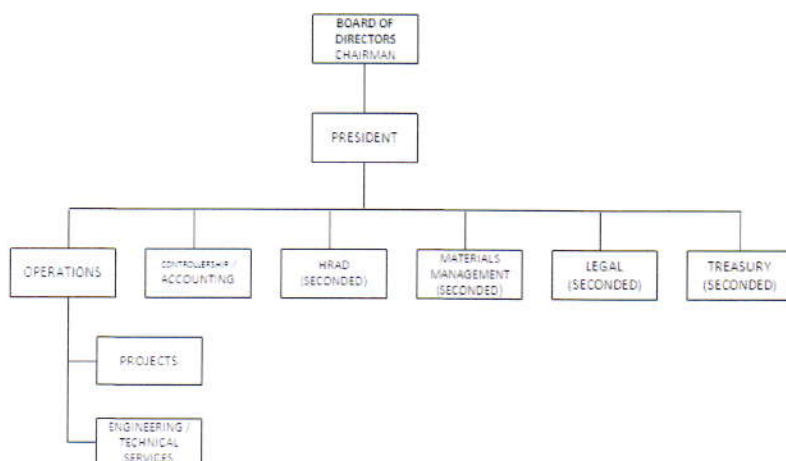 BOARD OF
DIRECTORS
CHAIRMAN
PRESIDENT
OPERATIONS
CONTROLLERSHIP /
ACCOUNTING
HRAD
(SECONDED)
MATERIALS
MANAGEMENT
(SECONDED)
LEGAL
(SECONDED)
TREASURY
(SECONDED)
PROJECTS
ENGINEERING /
TECHNICAL
SERVICES